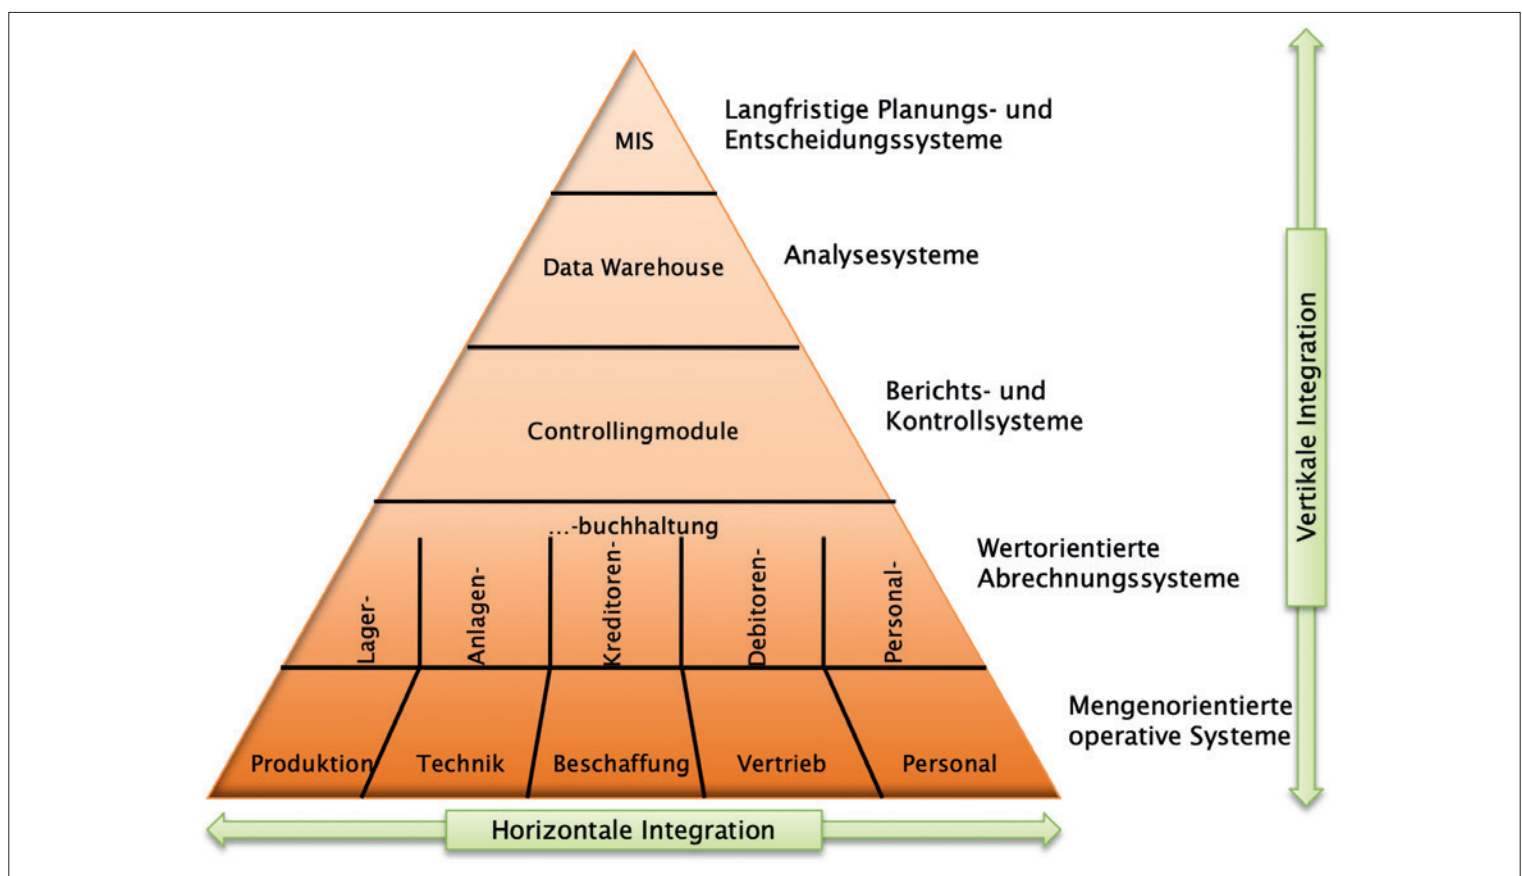 MIS
Langfristige Planungs- und
Entscheidungssysteme
Data Warehouse
Analysesysteme
Controllingmodule
Berichts- und
Kontrollsysteme
...-buchhaltung
Lager-
Anlagen-
Kreditoren-
Debitoren-
Personal-
Wertorientierte
Abrechnungssysteme
Produktion
Technik
Beschaffung
Vertrieb
Personal
Mengenorientierte
operative Systeme
Horizontale Integration
Vertikale Integration